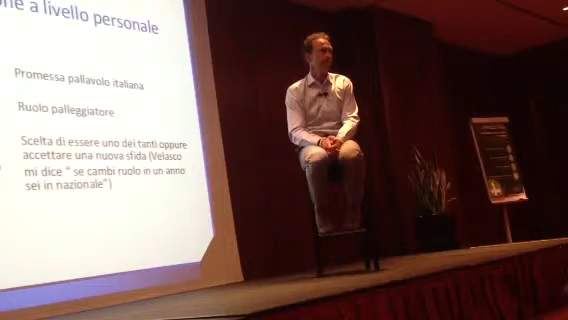 ne a livello personale
Promessa pallavolo italiana
Ruolo palleggiatore
Scelta di essere uno dei tanti oppure
accettare una nuova sfida (Velasco
mi dice “ se cambi ruolo in un anno
sei in nazionale”)